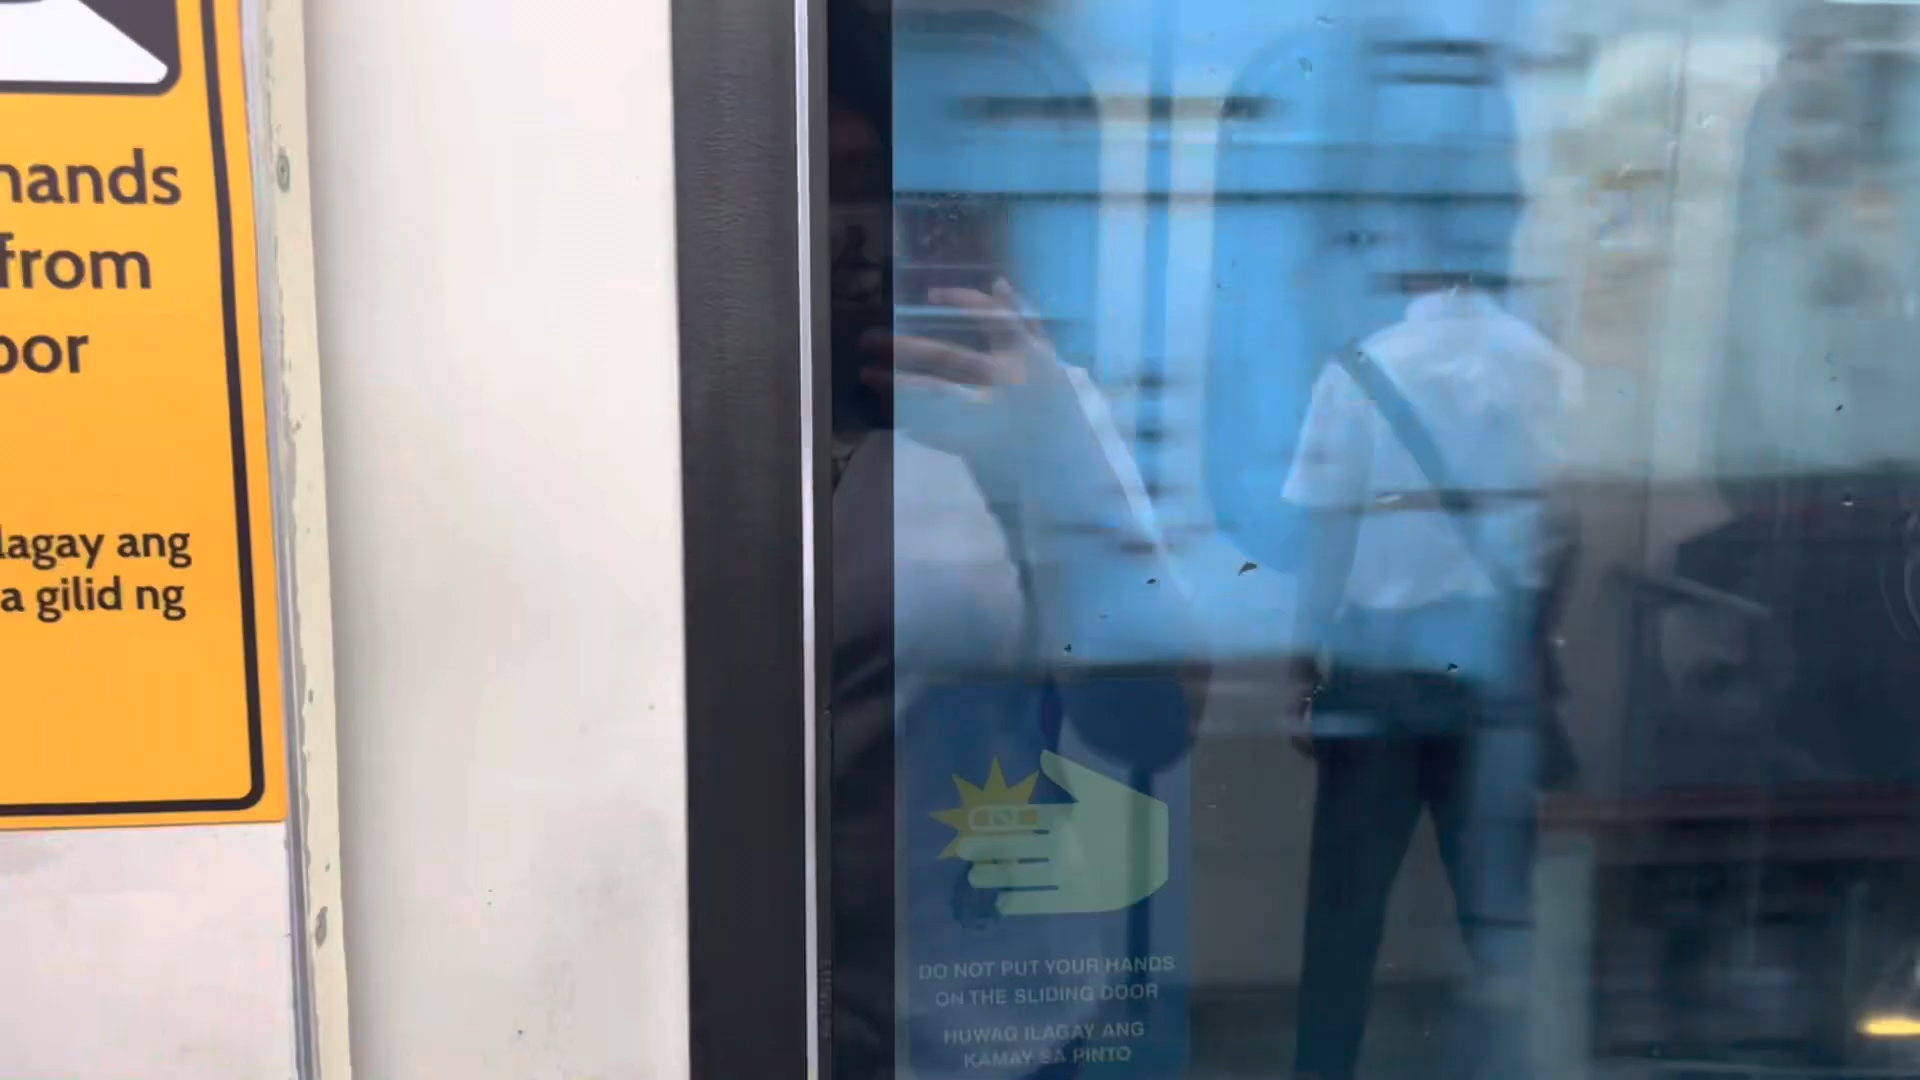 hands
from
oor
lagay ang
a gilid ng
DO NOT PUT YOUR HANDS
ON THE SLIDING DOOR
HUWAG ILAGAY ANG
KAMAY SA PINTO